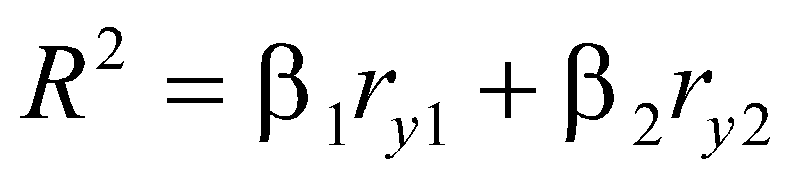 R² = β₁r_y1 + β₂r_y2